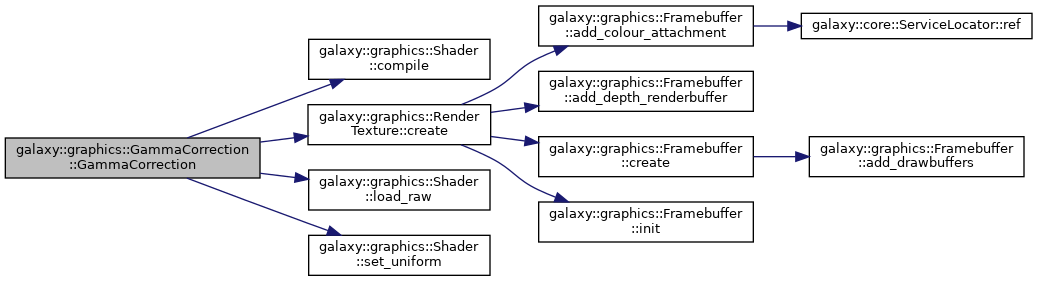 galaxy::graphics::GammaCorrection
::GammaCorrection
galaxy::graphics::Shader
::compile
galaxy::graphics::Render
Texture::create
galaxy::graphics::Shader
::load_raw
galaxy::graphics::Shader
::set_uniform
galaxy::graphics::Framebuffer
::add_colour_attachment
galaxy::graphics::Framebuffer
::add_depth_renderbuffer
galaxy::graphics::Framebuffer
::create
galaxy::graphics::Framebuffer
::init
galaxy::core::ServiceLocator::ref
galaxy::graphics::Framebuffer
::add_drawbuffers